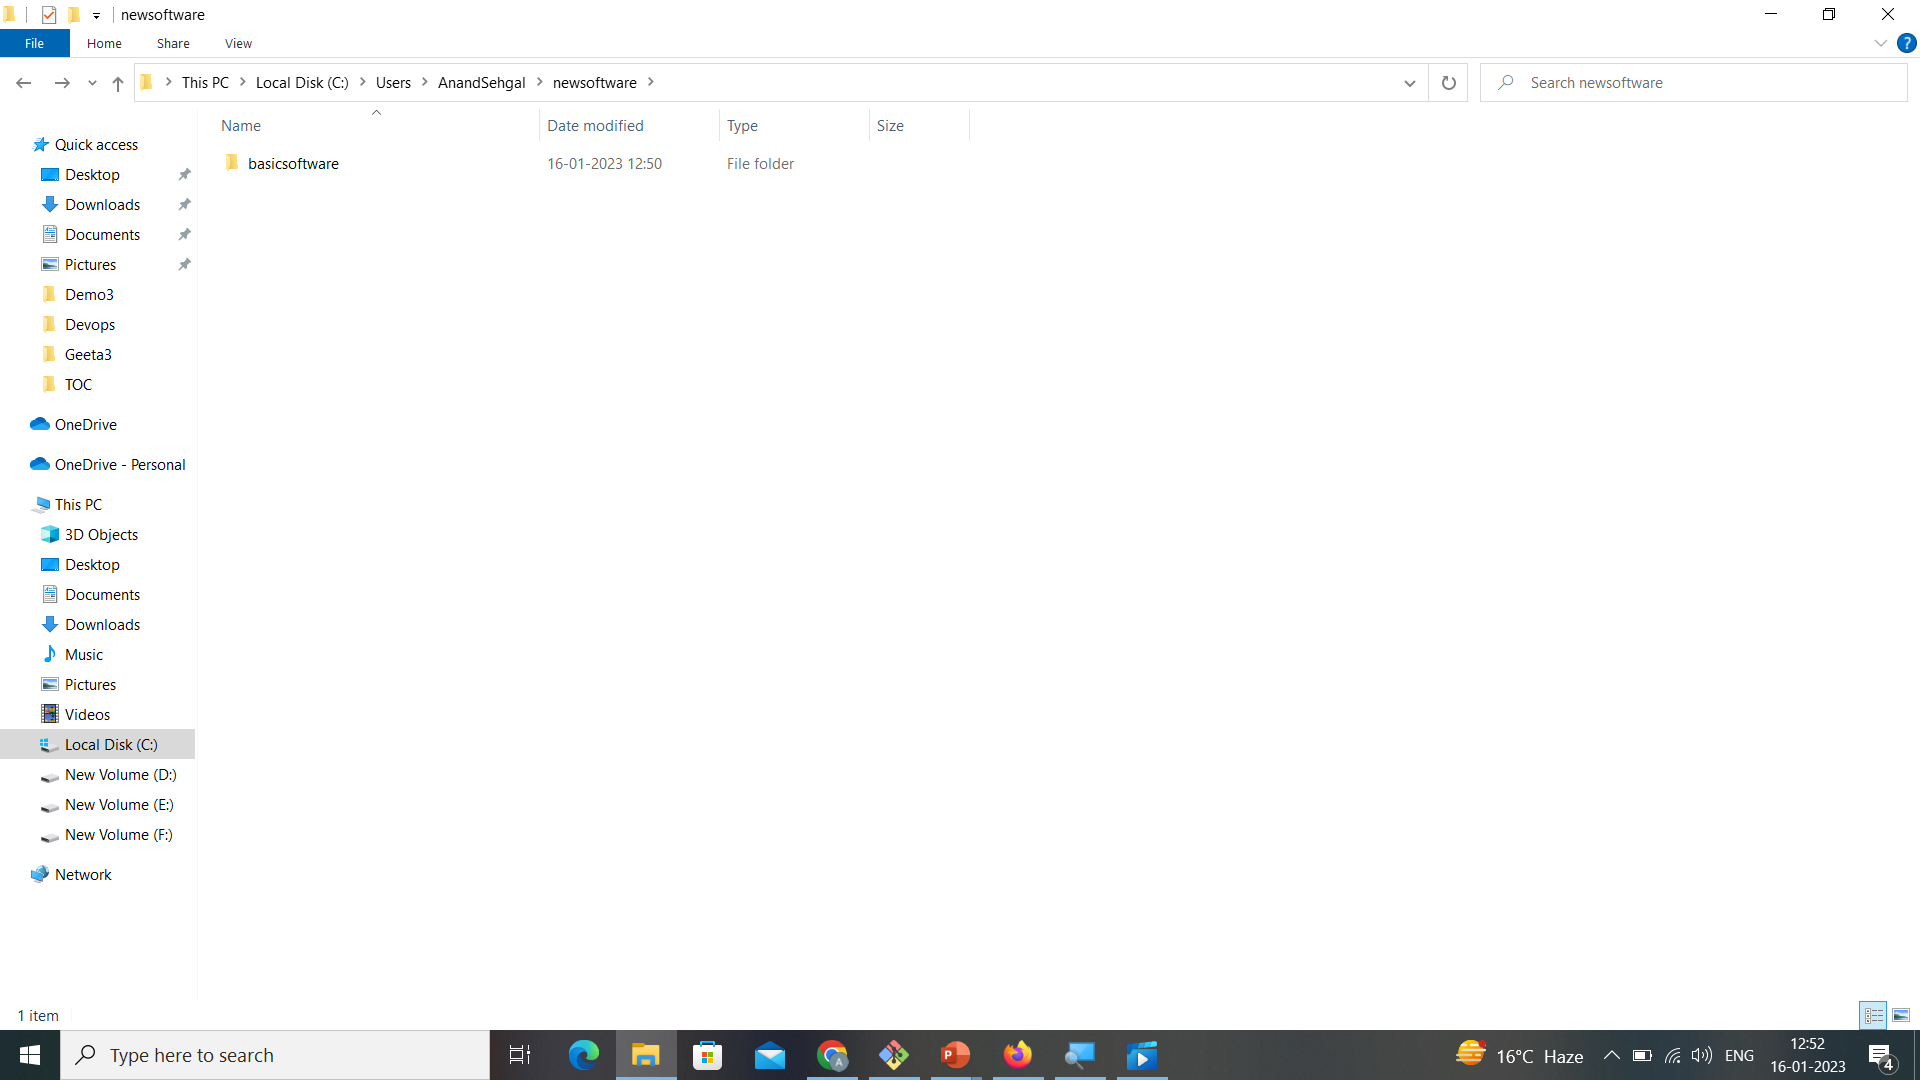 newsoftware
File Home Share View
This PC Local Disk (C:) Users AnandSehgal newsoftware
Search newsoftware
Name Date modified Type Size
basicsoftware 16-01-2023 12:50 File folder
Quick access
Desktop
Downloads
Documents
Pictures
Demo3
Devops
Geeta3
TOC
OneDrive
OneDrive - Personal
This PC
3D Objects
Desktop
Documents
Downloads
Music
Pictures
Videos
Local Disk (C:)
New Volume (D:)
New Volume (E:)
New Volume (F:)
Network
1 item
Type here to search
A
P
16°C Haze
ENG
12:52
16-01-2023
4